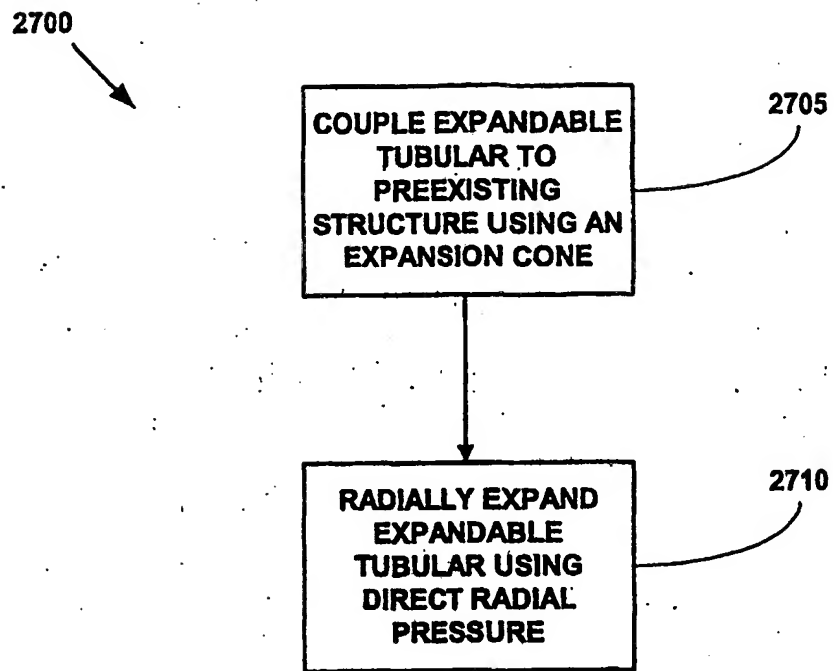 2700
COUPLE EXPANDABLE
TUBULAR TO
PREEXISTING
STRUCTURE USING AN
EXPANSION CONE
2705
RADIALLY EXPAND
EXPANDABLE
TUBULAR USING
DIRECT RADIAL
PRESSURE
2710